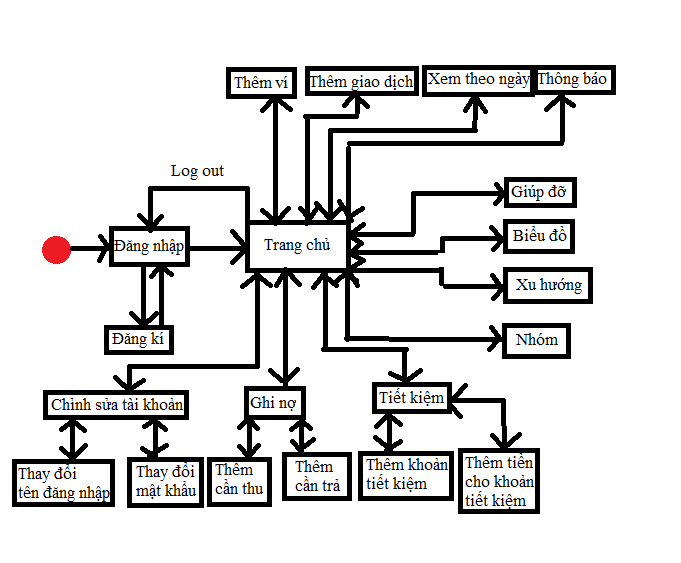 Thêm ví
Thêm giao dịch
Xem theo ngày
Thông báo
Log out
Giúp đỡ
Đăng nhập
Trang chủ
Biểu đồ
Xu hướng
Đăng kí
Nhóm
Chỉnh sửa tài khoản
Ghi nợ
Tiết kiệm
Thay đổi
tên đăng nhập
Thay đổi
mật khẩu
Thêm
cần thu
Thêm
cần trả
Thêm khoản
tiết kiệm
Thêm tiền
cho khoản
tiết kiệm